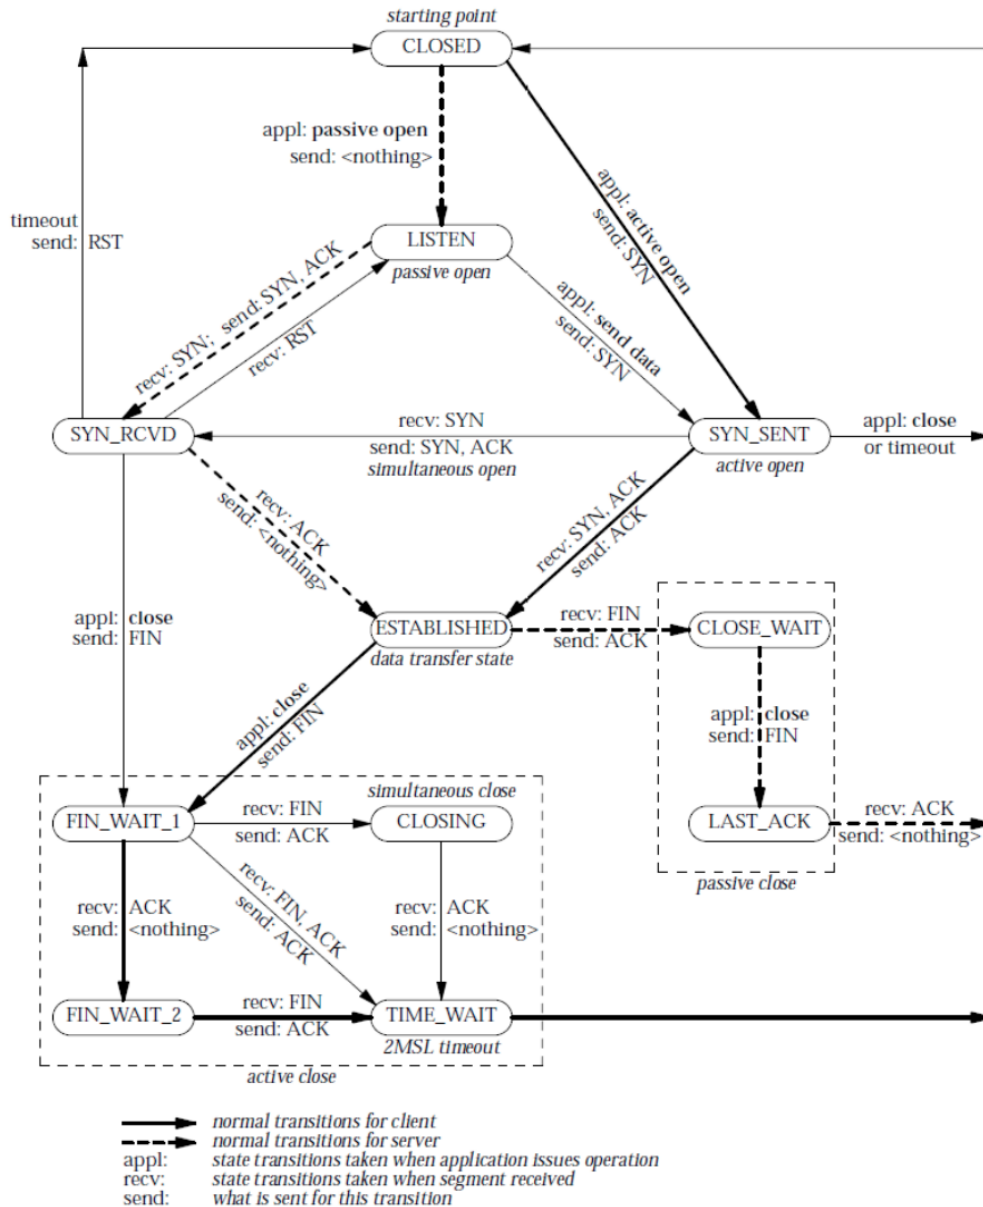 starting point
CLOSED
appl: passive open
send: <nothing>
appl: active open
send: SYN
timeout
send: RST
LISTEN
passive open
recv: SYN; send: SYN, ACK
recv: RST
appl: send data
send: SYN
SYN_RCVD
recv: SYN
send: SYN, ACK
simultaneous open
SYN_SENT
active open
appl: close
or timeout
recv: ACK
send: <nothing>
recv: SYN, ACK
send: ACK
appl: close
send: FIN
ESTABLISHED
data transfer state
recv: FIN
send: ACK
CLOSE_WAIT
appl: close
send: FIN
appl: close
send: FIN
simultaneous close
FIN_WAIT_1
recv: FIN
send: ACK
CLOSING
LAST_ACK
recv: ACK
send: <nothing>
passive close
recv: ACK
send: <nothing>
recv: FIN, ACK
send: ACK
recv: ACK
send: <nothing>
FIN_WAIT_2
recv: FIN
send: ACK
TIME_WAIT
2MSL timeout
active close
normal transitions for client
normal transitions for server
appl: state transitions taken when application issues operation
recv: state transitions taken when segment received
send: what is sent for this transition